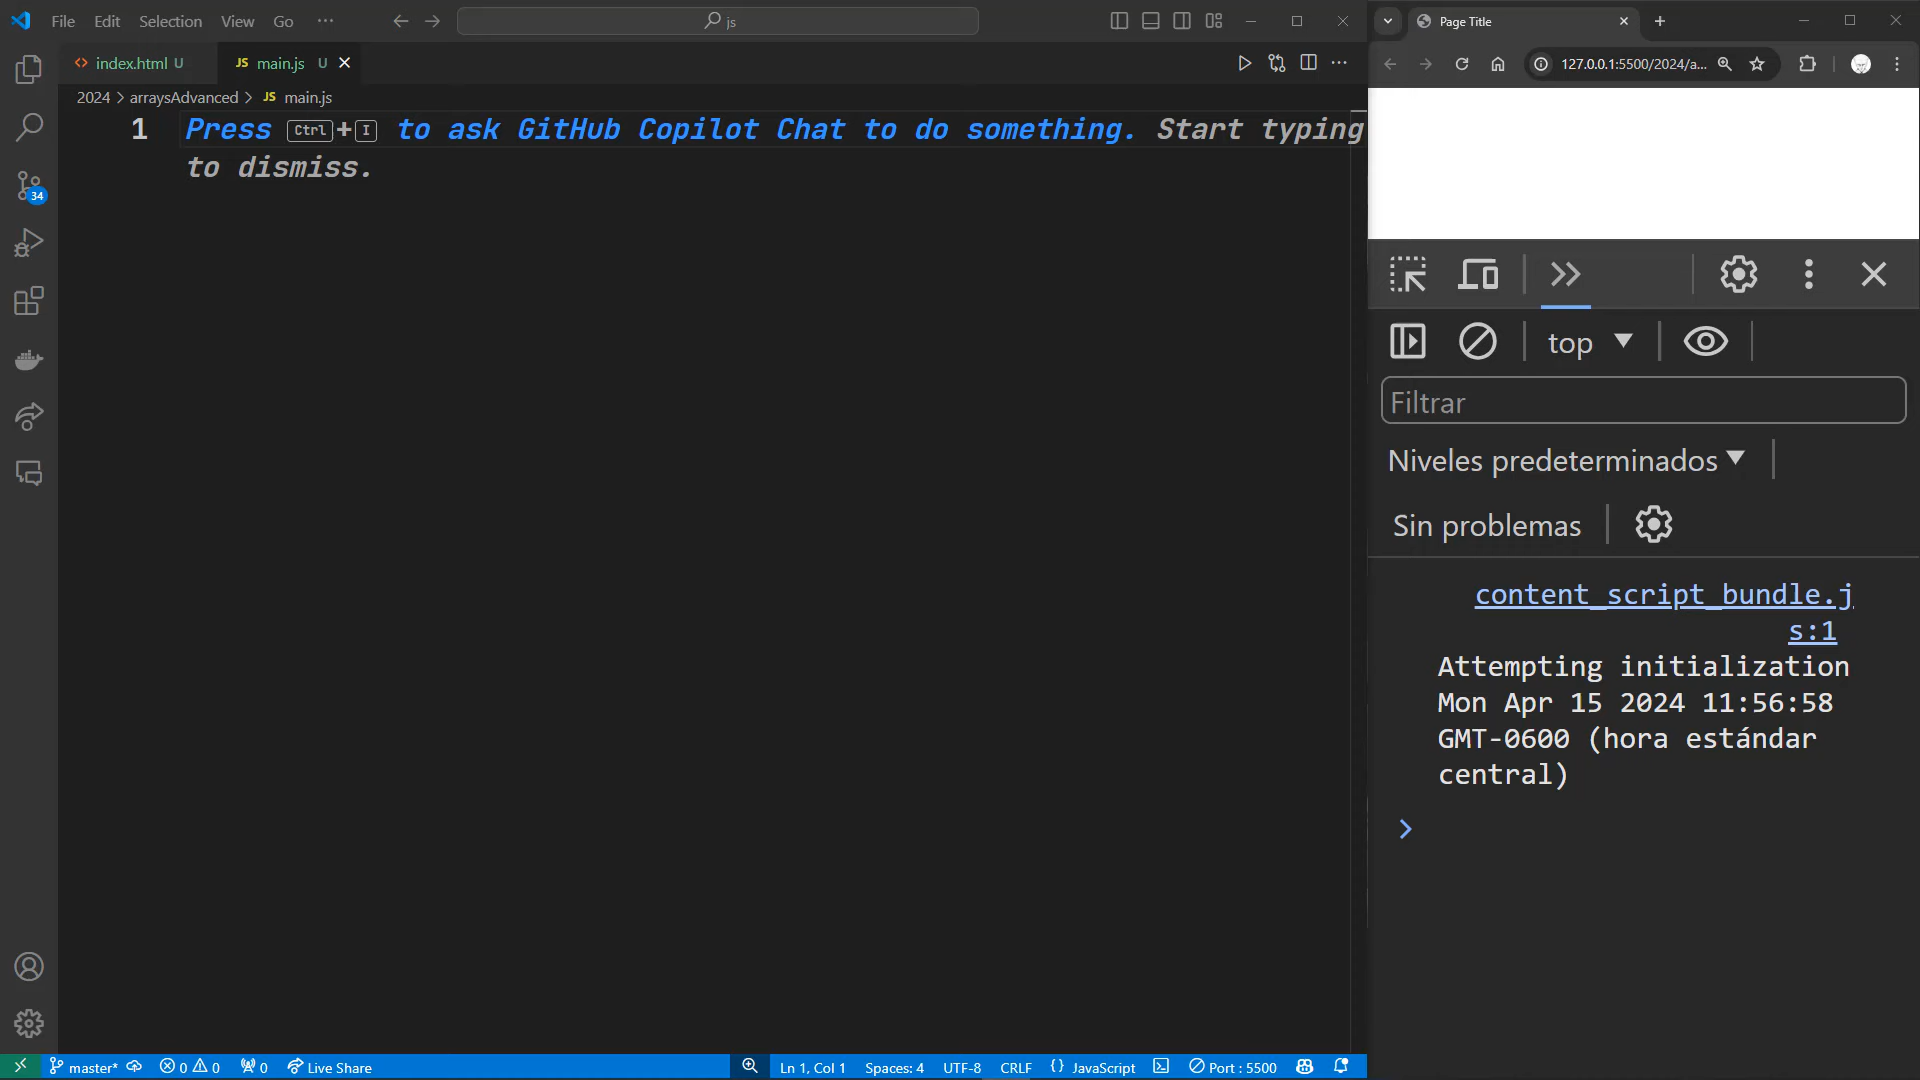 File Edit Selection View Go ···
js
index.html U
JS main.js U
2024 > arraysAdvanced > JS main.js
1 Press Ctrl+I to ask GitHub Copilot Chat to do something. Start typing
to dismiss.
34
master* 0 0 0 Live Share
Ln 1, Col 1 Spaces: 4 UTF-8 CRLF {} JavaScript Port : 5500
Page Title
127.0.0.1:5500/2024/a...
top
Filtrar
Niveles predeterminados
Sin problemas
content_script_bundle.j
s:1
Attempting initialization
Mon Apr 15 2024 11:56:58
GMT-0600 (hora estándar
central)